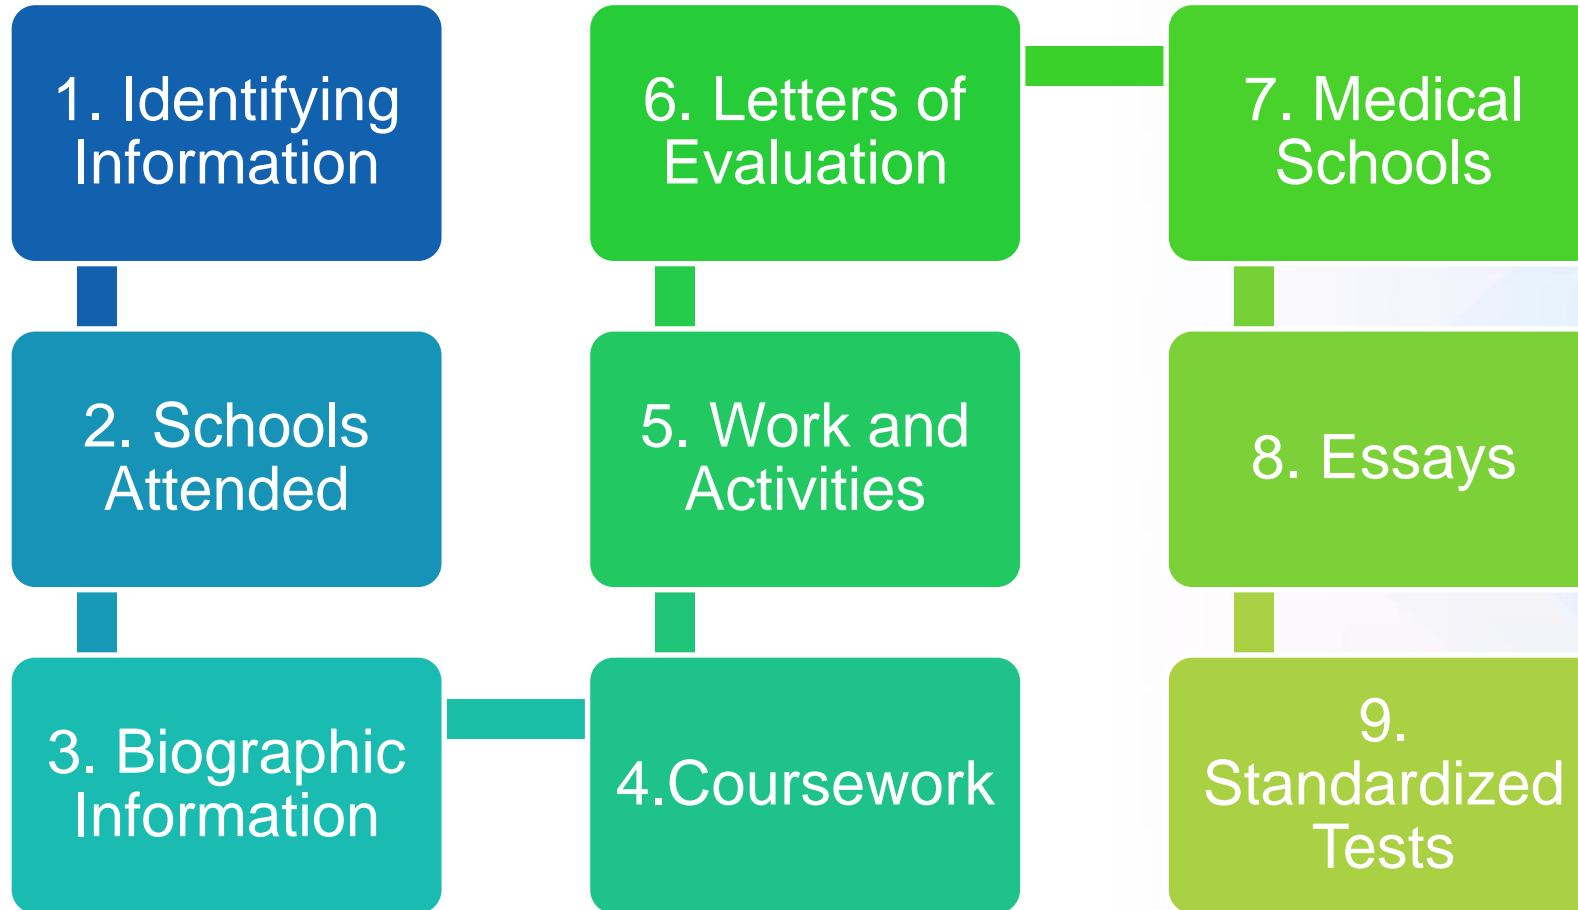 1. Identifying
Information
2. Schools
Attended
3. Biographic
Information
4.Coursework
5. Work and
Activities
6. Letters of
Evaluation
7. Medical
Schools
8. Essays
9.
Standardized
Tests